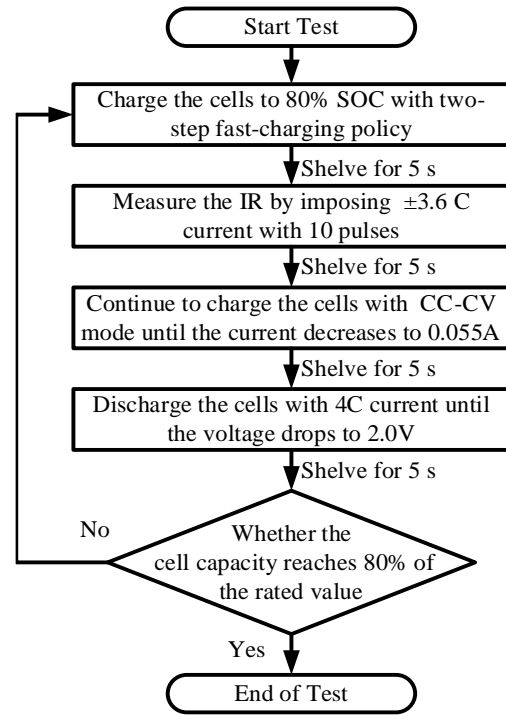 Start Test
Charge the cells to 80% SOC with two-
step fast-charging policy
Shelve for 5 s
Measure the IR by imposing ±3.6 C
current with 10 pulses
Shelve for 5 s
Continue to charge the cells with CC-CV
mode until the current decreases to 0.055A
Shelve for 5 s
Discharge the cells with 4C current until
the voltage drops to 2.0V
Shelve for 5 s
No
Whether the
cell capacity reaches 80% of
the rated value
Yes
End of Test